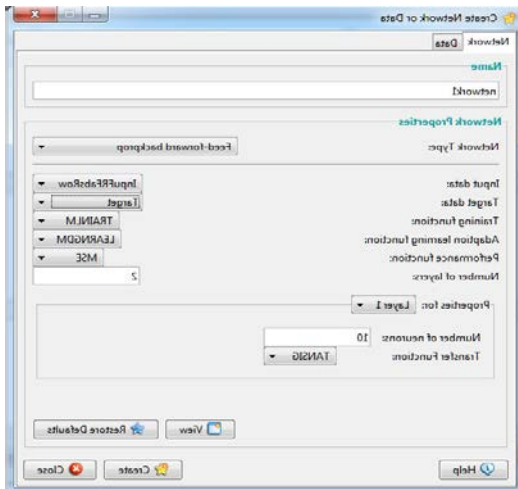 Create Network or Data
Network Data
Name
network1
Network Properties
Network Type: Feed-forward backprop
Input data: InpuFRFabsRow
Target data: Target
Training function: TRAINLM
Adaption learning function: LEARNGDM
Performance function: MSE
Number of layers: 2
Properties for: Layer 1
Number of neurons: 10
Transfer Function: TANSIG
View Restore Defaults
Help Create Close